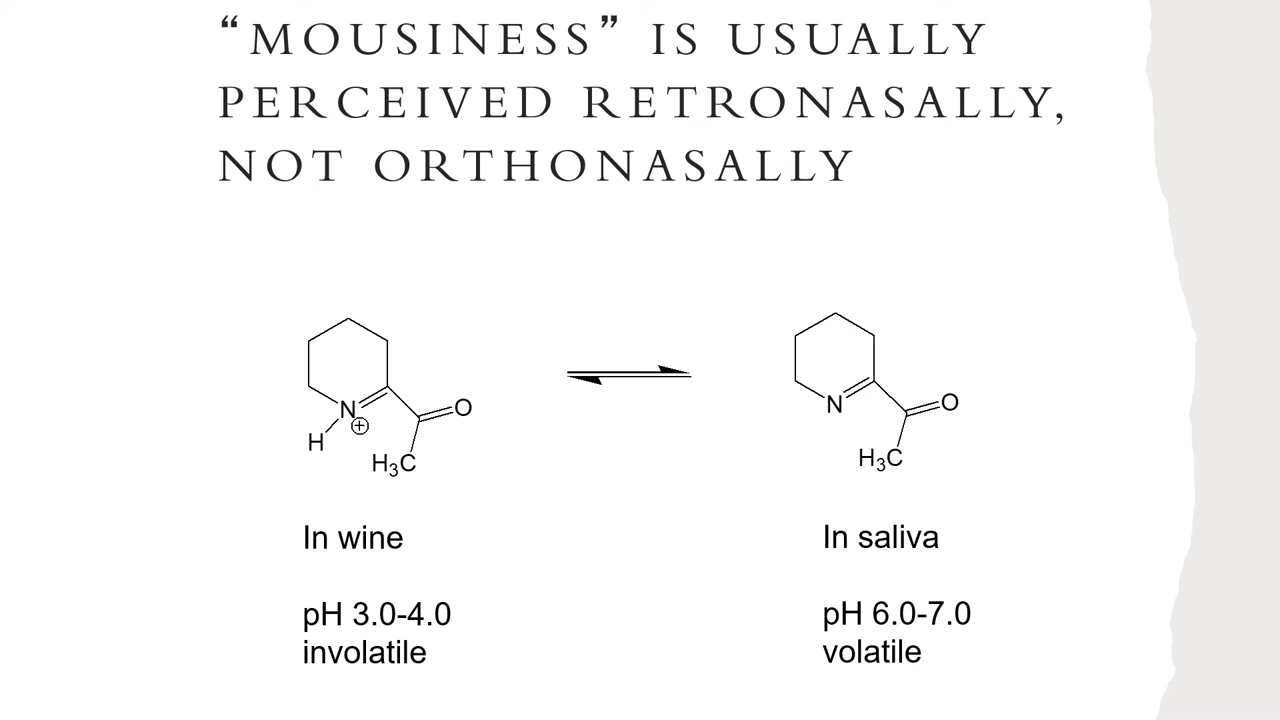 “MOUSINESS” IS USUALLY
PERCEIVED RETRONASALLY,
NOT ORTHONASALLY
N
H
+
O
H₃C
N
O
H₃C
In wine
In saliva
pH 3.0-4.0
pH 6.0-7.0
involatile
volatile